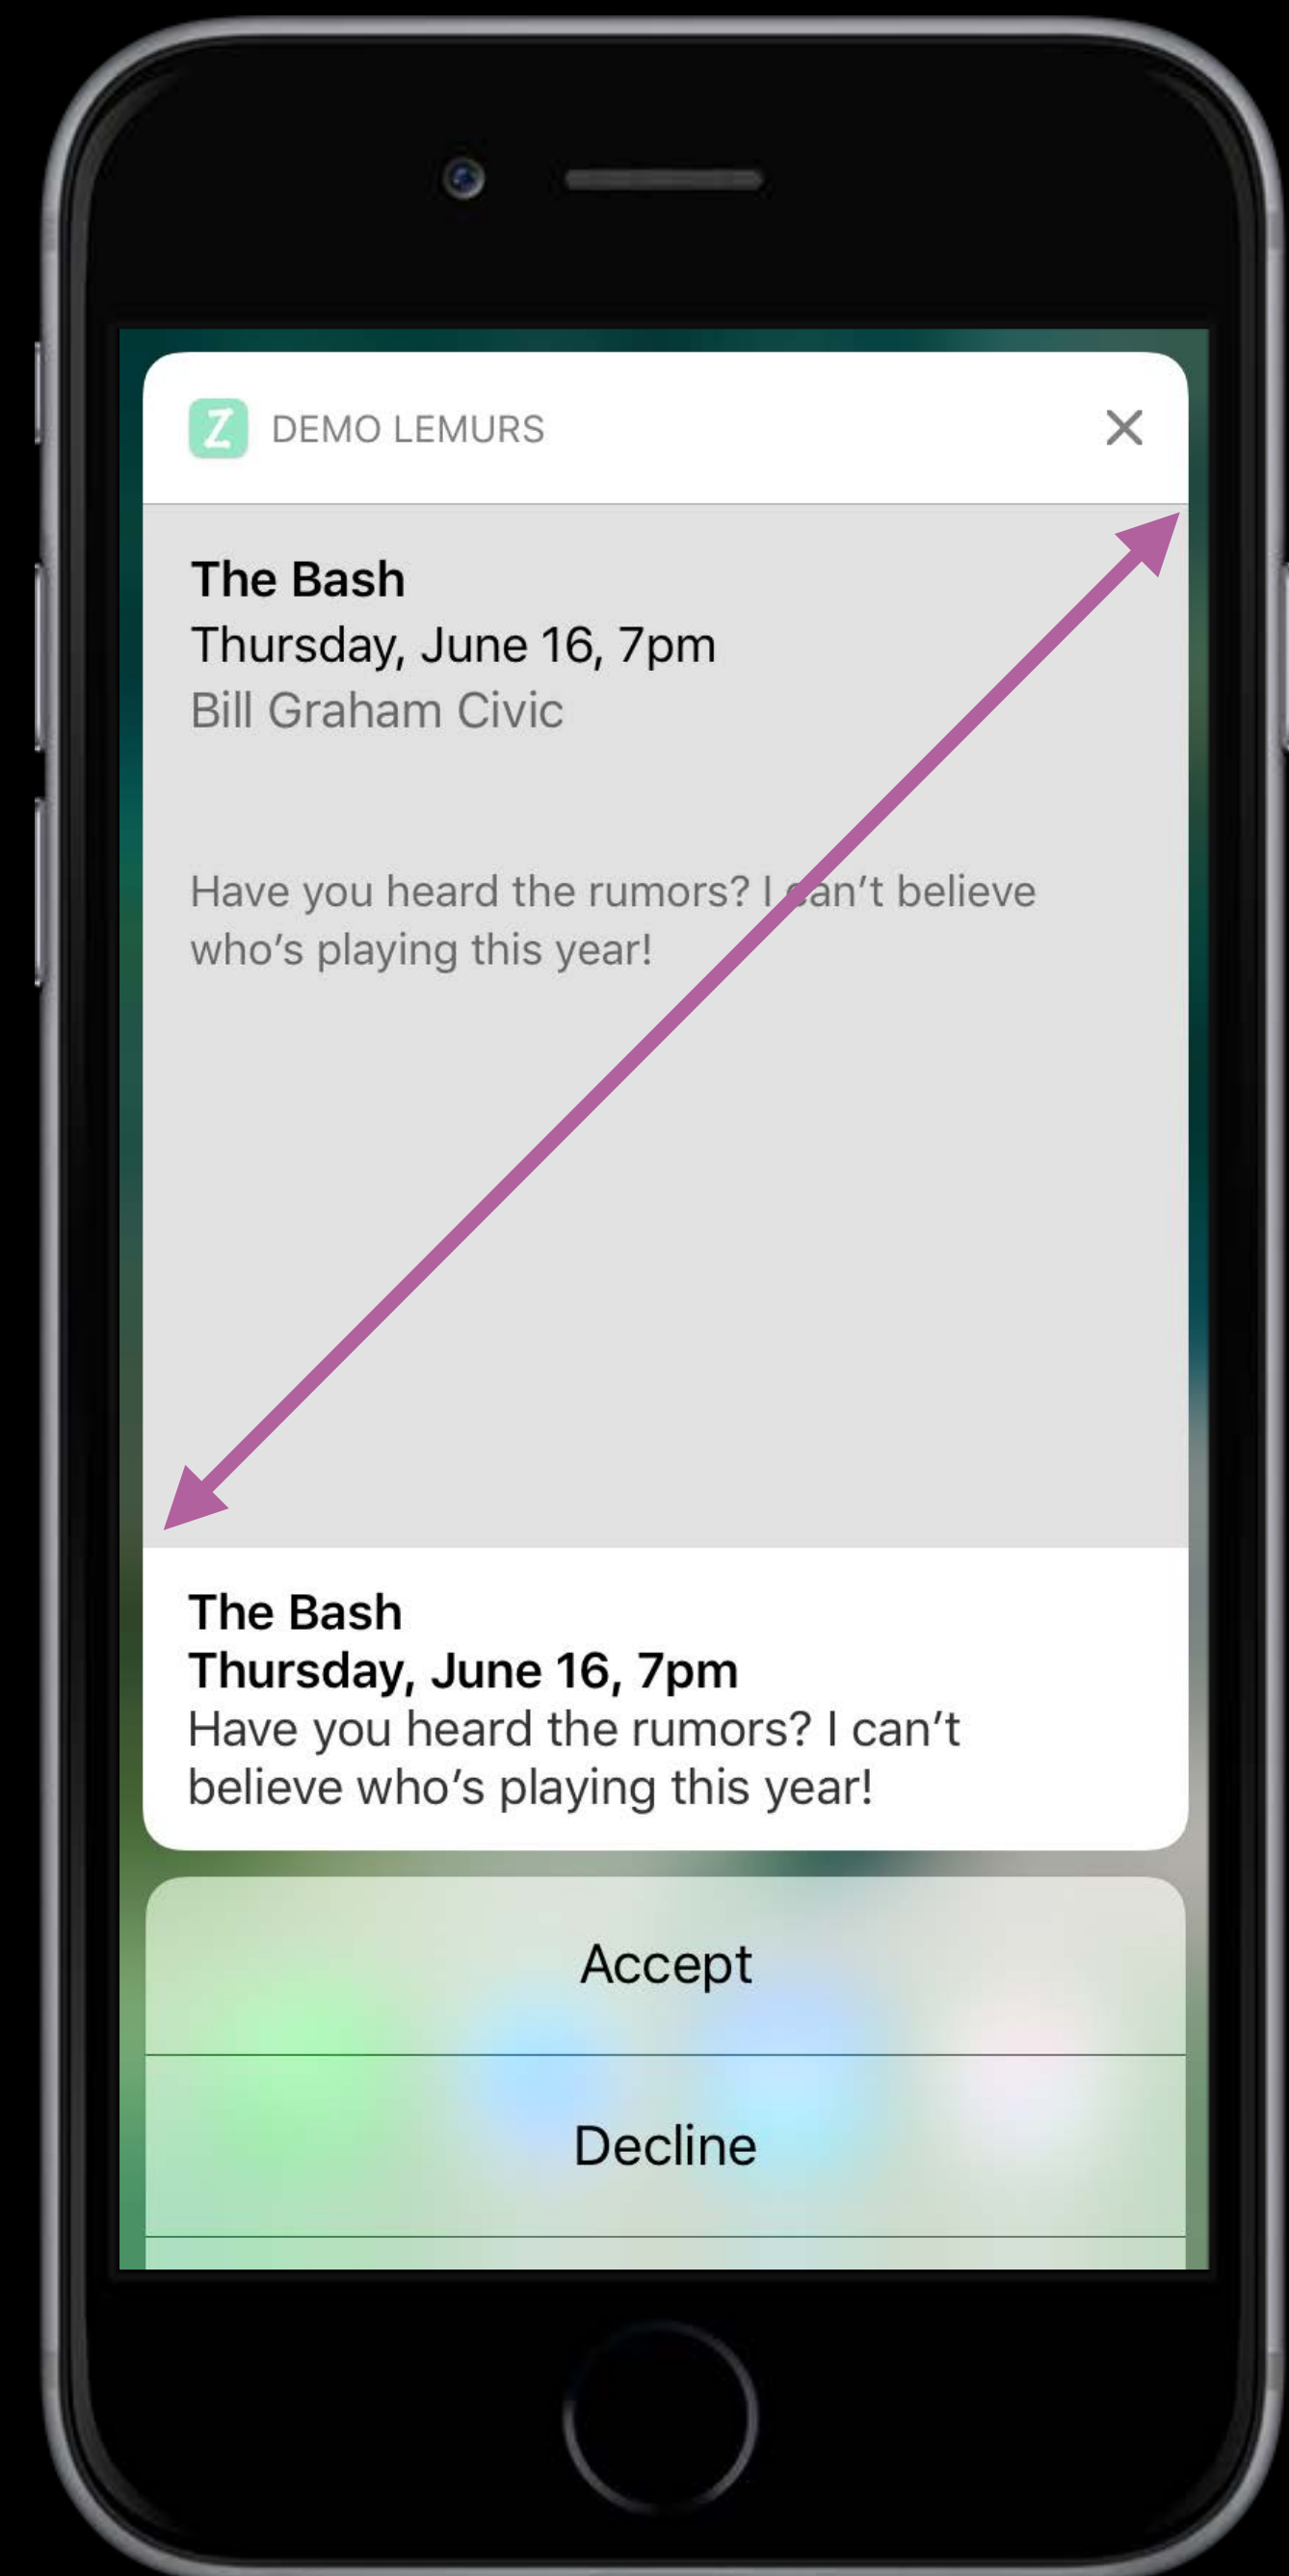 Z DEMO LEMURS
The Bash
Thursday, June 16, 7pm
Bill Graham Civic
Have you heard the rumors? I can't believe
who's playing this year!
The Bash
Thursday, June 16, 7pm
Have you heard the rumors? I can't
believe who's playing this year!
Accept
Decline